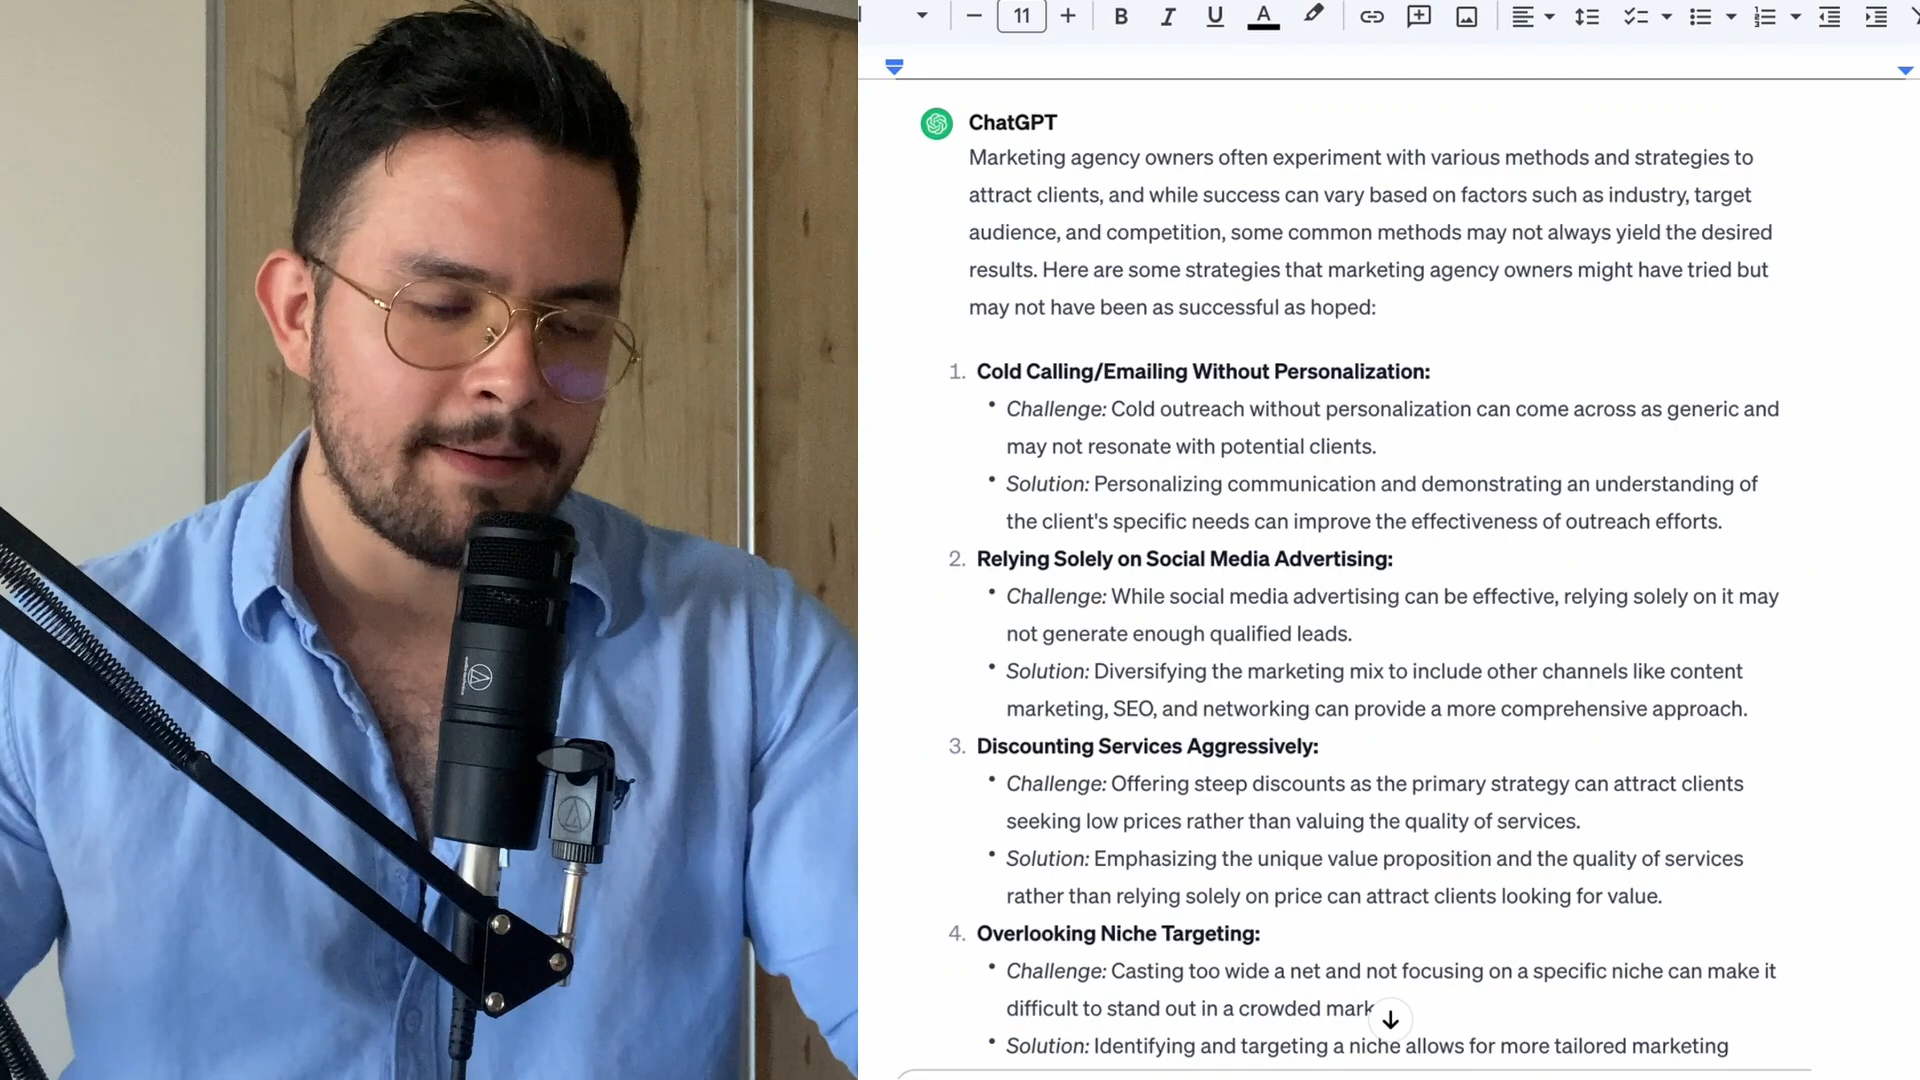 11
B I U A
ChatGPT
Marketing agency owners often experiment with various methods and strategies to
attract clients, and while success can vary based on factors such as industry, target
audience, and competition, some common methods may not always yield the desired
results. Here are some strategies that marketing agency owners might have tried but
may not have been as successful as hoped:
1. Cold Calling/Emailing Without Personalization:
• Challenge: Cold outreach without personalization can come across as generic and
may not resonate with potential clients.
• Solution: Personalizing communication and demonstrating an understanding of
the client's specific needs can improve the effectiveness of outreach efforts.
2. Relying Solely on Social Media Advertising:
• Challenge: While social media advertising can be effective, relying solely on it may
not generate enough qualified leads.
• Solution: Diversifying the marketing mix to include other channels like content
marketing, SEO, and networking can provide a more comprehensive approach.
3. Discounting Services Aggressively:
• Challenge: Offering steep discounts as the primary strategy can attract clients
seeking low prices rather than valuing the quality of services.
• Solution: Emphasizing the unique value proposition and the quality of services
rather than relying solely on price can attract clients looking for value.
4. Overlooking Niche Targeting:
• Challenge: Casting too wide a net and not focusing on a specific niche can make it
difficult to stand out in a crowded mark
• Solution: Identifying and targeting a niche allows for more tailored marketing